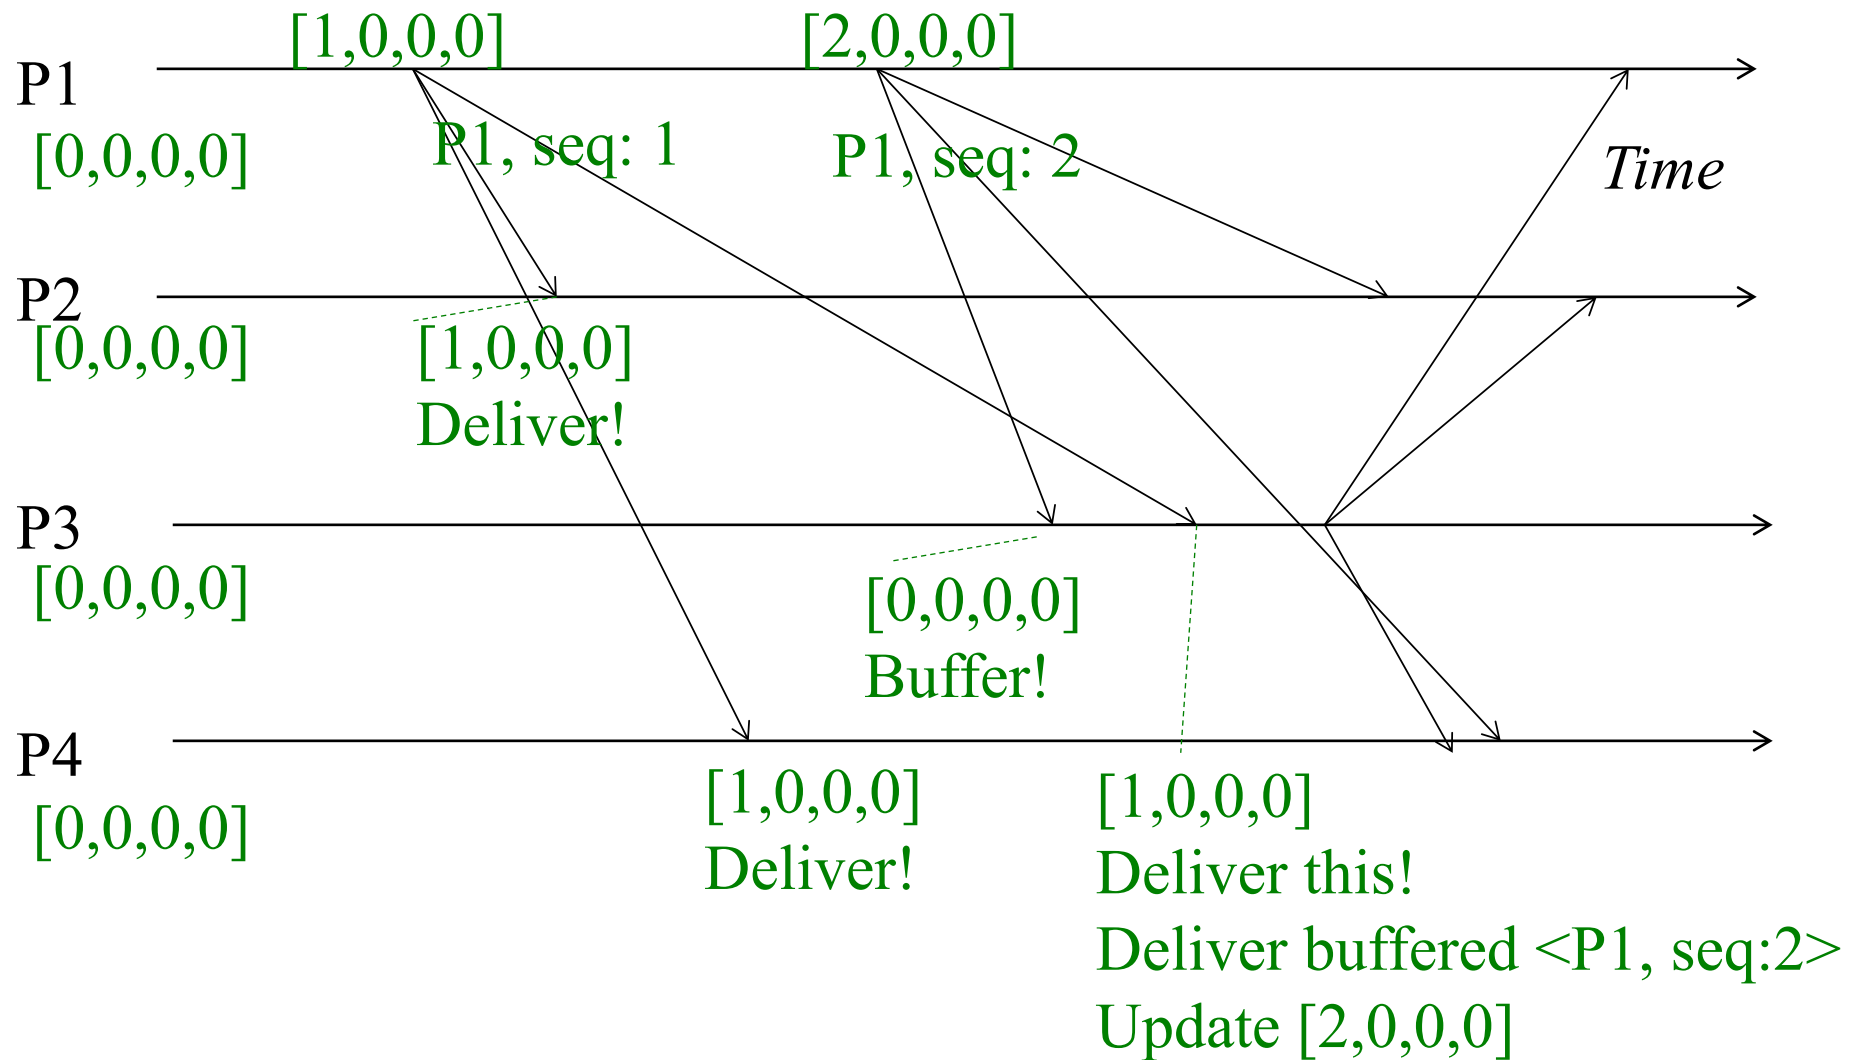 [1,0,0,0]
[2,0,0,0]
P1
[0,0,0,0]
P1, seq: 1
P1, seq: 2
Time
P2
[0,0,0,0]
[1,0,0,0]
Deliver!
P3
[0,0,0,0]
[0,0,0,0]
Buffer!
P4
[0,0,0,0]
[1,0,0,0]
Deliver!
[1,0,0,0]
Deliver this!
Deliver buffered <P1, seq:2>
Update [2,0,0,0]